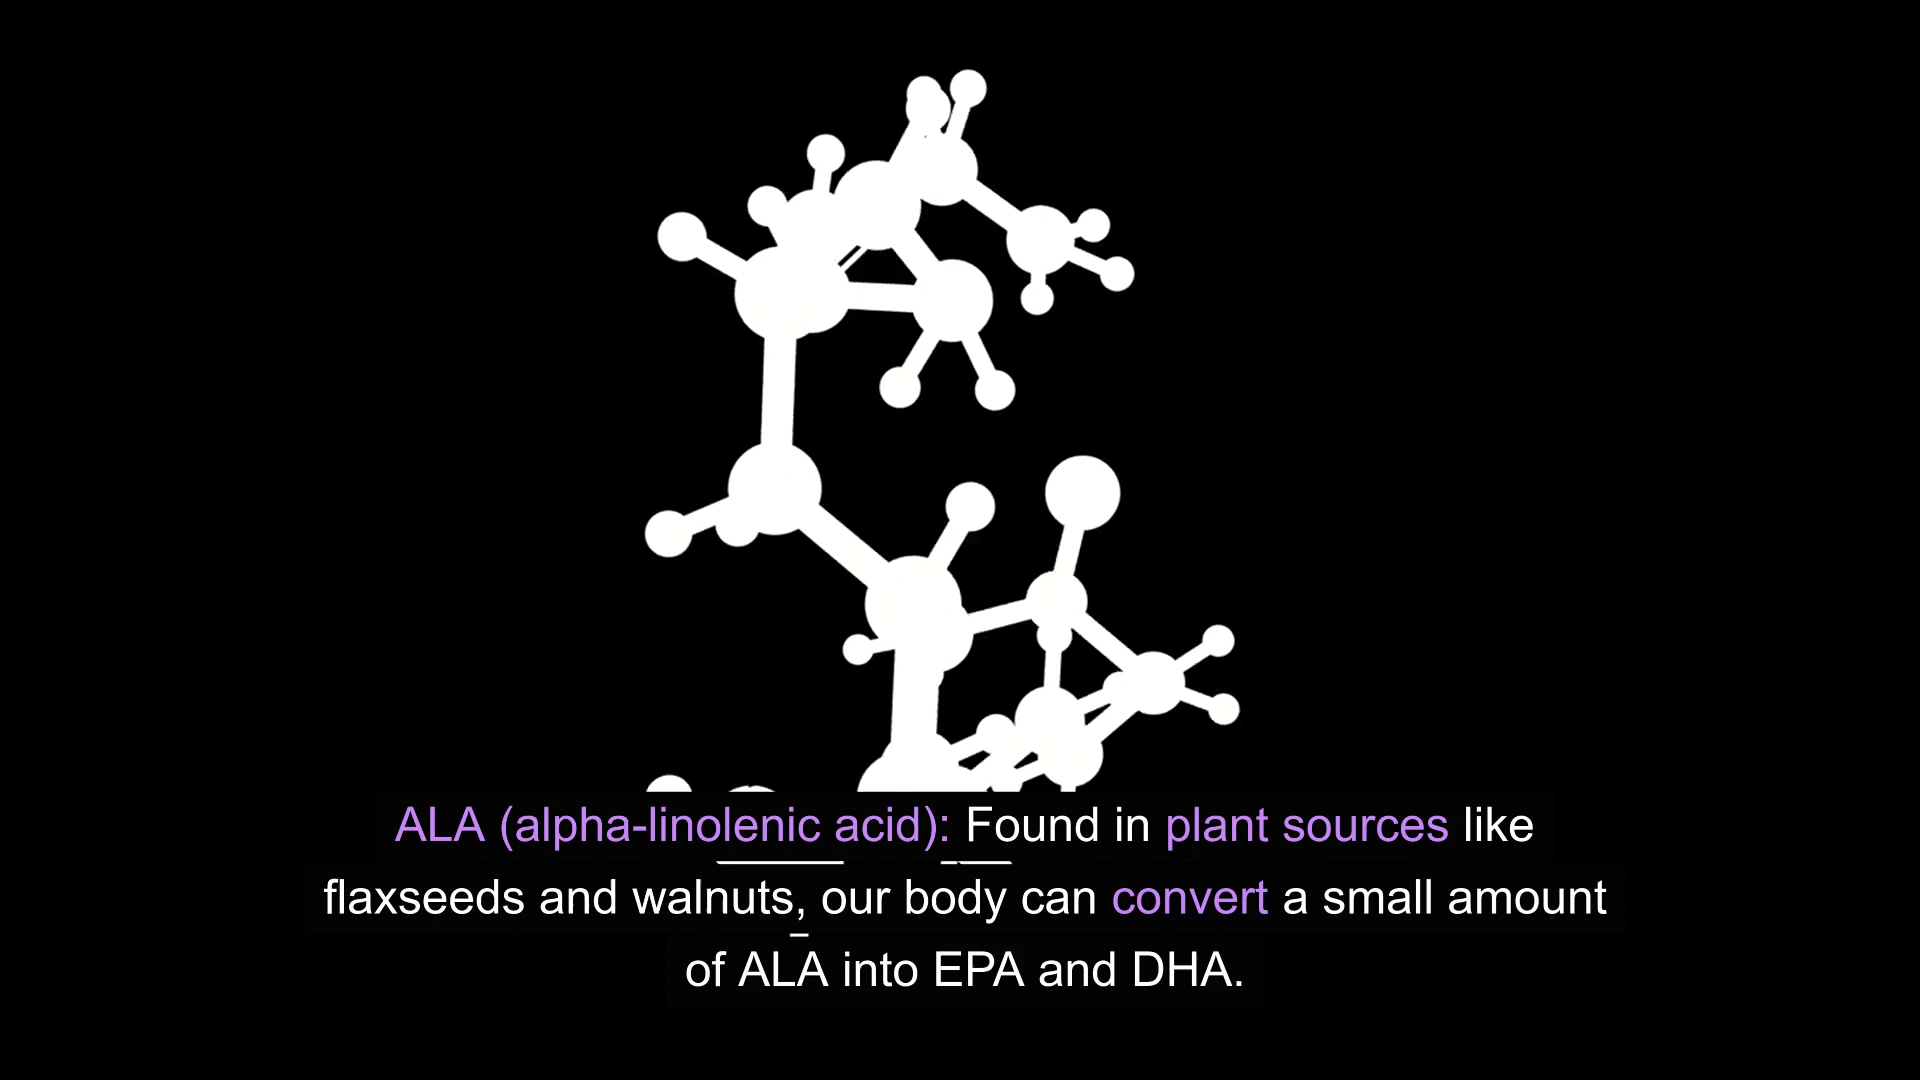 ALA (alpha-linolenic acid): Found in plant sources like
flaxseeds and walnuts, our body can convert a small amount
of ALA into EPA and DHA.